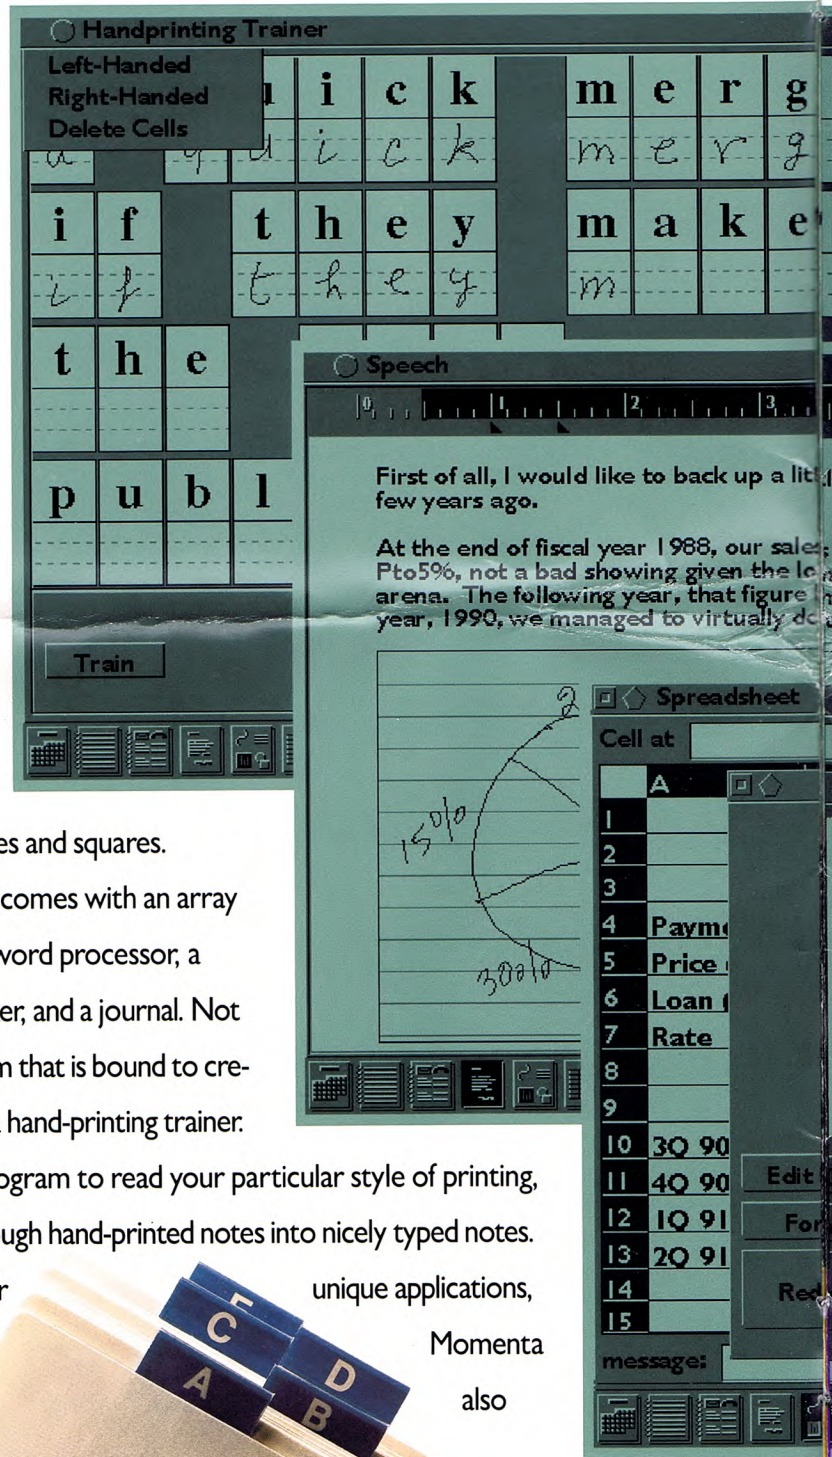 Handprinting Trainer
Left-Handed
Right-Handed
Delete Cells
i c k m e r g
q u i c k m e r g
i f t h e y m a k e
i f t h e y m
t h e
p u b l
Train
Speech
0 1 2 3
First of all, I would like to back up a
few years ago.
At the end of fiscal year 1988, our sales
Pto5%, not a bad showing given the
arena. The following year, that figure
year, 1990, we managed to virtually
2
15%
30%
Spreadsheet
Cell at
A
1
2
3
4
5 Price
6 Loan
7 Rate
8
9
10 3Q 90
11 4Q 90
12 1Q 91
13 2Q 91
14
15
Edit
message:
es and squares.
comes with an array
word processor, a
er, and a journal. Not
m that is bound to cre-
hand-printing trainer.
ogram to read your particular style of printing,
ugh hand-printed notes into nicely typed notes.
r unique applications,
Momenta
also
C
A
D
B